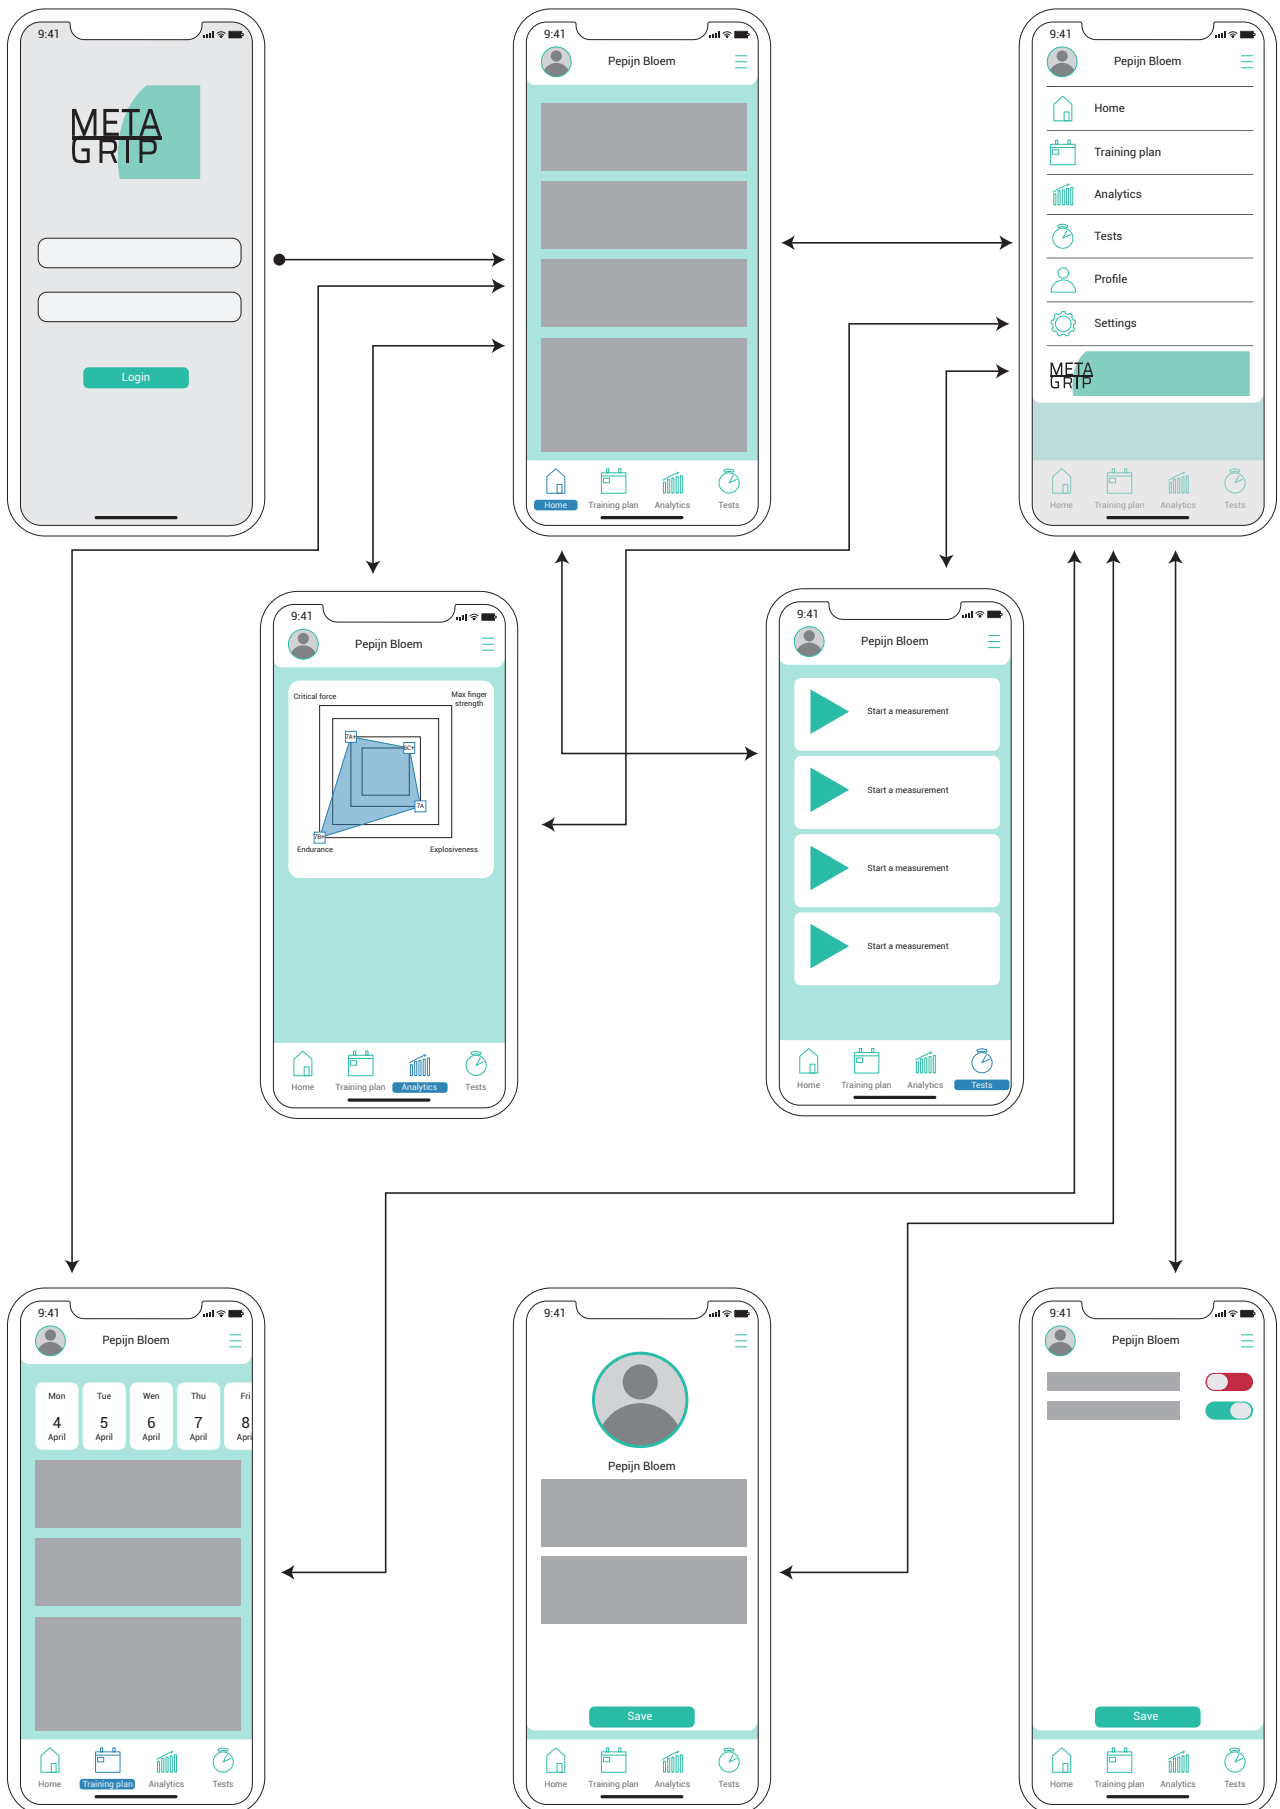 9:41
META
GRIP
Login
9:41
Pepijn Bloem
Home
Training plan
Analytics
Tests
9:41
Pepijn Bloem
Home
Training plan
Analytics
Tests
Profile
Settings
META
GRIP
Home
Training plan
Analytics
Tests
9:41
Pepijn Bloem
Critical force
Max finger
strength
7A+
6C+
7A
7B+
Endurance
Explosiveness
Home
Training plan
Analytics
Tests
9:41
Pepijn Bloem
Start a measurement
Start a measurement
Start a measurement
Start a measurement
Home
Training plan
Analytics
Tests
9:41
Pepijn Bloem
Mon
Tue
Wen
Thu
Fri
4
5
6
7
8
April
April
April
April
Apri
Home
Training plan
Analytics
Tests
9:41
Pepijn Bloem
Save
Home
Training plan
Analytics
Tests
9:41
Pepijn Bloem
Save
Home
Training plan
Analytics
Tests